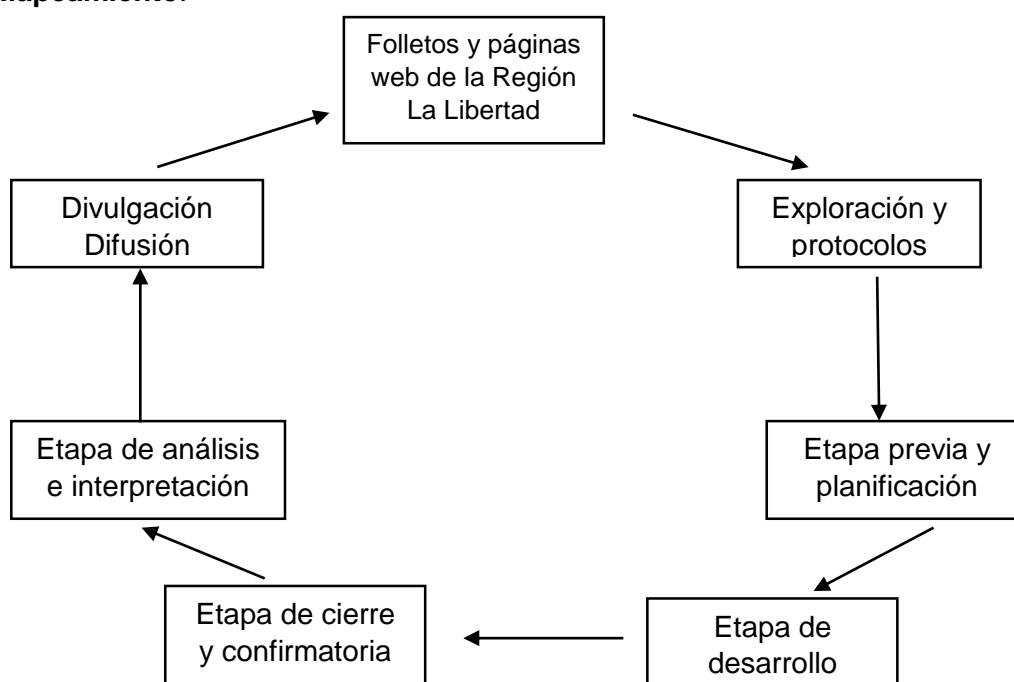 Folletos y páginas
web de la Región
La Libertad
Exploración y
protocolos
Etapa previa y
planificación
Etapa de
desarrollo
Etapa de cierre
y confirmatoria
Etapa de análisis
e interpretación
Divulgación
Difusión